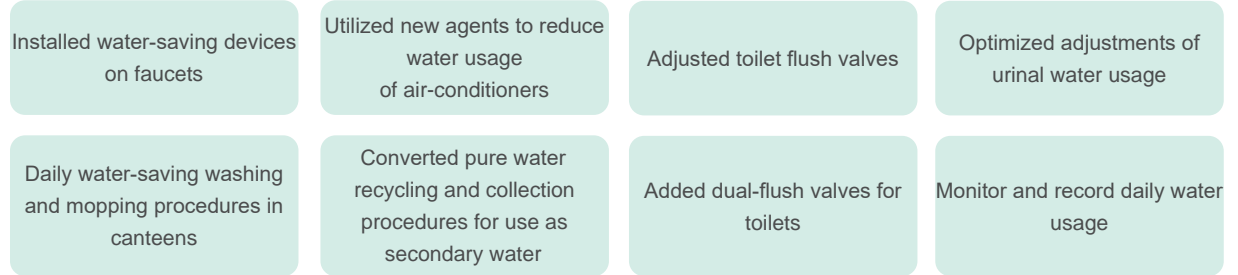 Installed water-saving devices
on faucets
Utilized new agents to reduce
water usage
of air-conditioners
Adjusted toilet flush valves
Optimized adjustments of
urinal water usage
Daily water-saving washing
and mopping procedures in
canteens
Converted pure water
recycling and collection
procedures for use as
secondary water
Added dual-flush valves for
toilets
Monitor and record daily water
usage